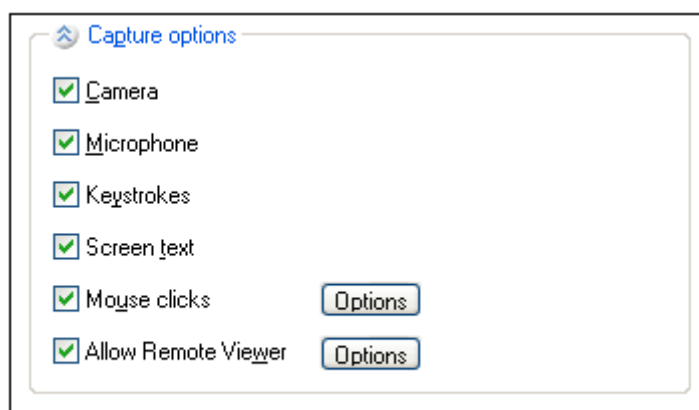 Capture options
Camera
Microphone
Keystrokes
Screen text
Mouse clicks Options
Allow Remote Viewer Options